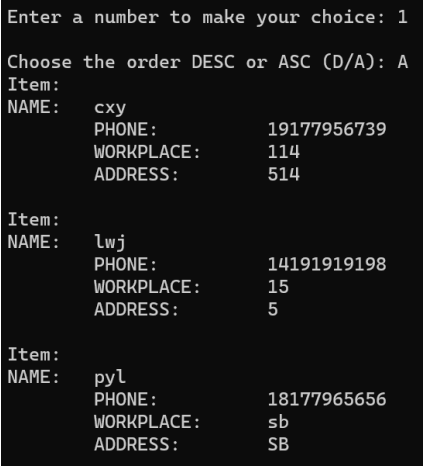 Enter a number to make your choice: 1
Choose the order DESC or ASC (D/A): A
Item:
NAME: cxy
PHONE: 19177956739
WORKPLACE: 114
ADDRESS: 514
Item:
NAME: lwj
PHONE: 14191919198
WORKPLACE: 15
ADDRESS: 5
Item:
NAME: pyl
PHONE: 18177965656
WORKPLACE: sb
ADDRESS: SB